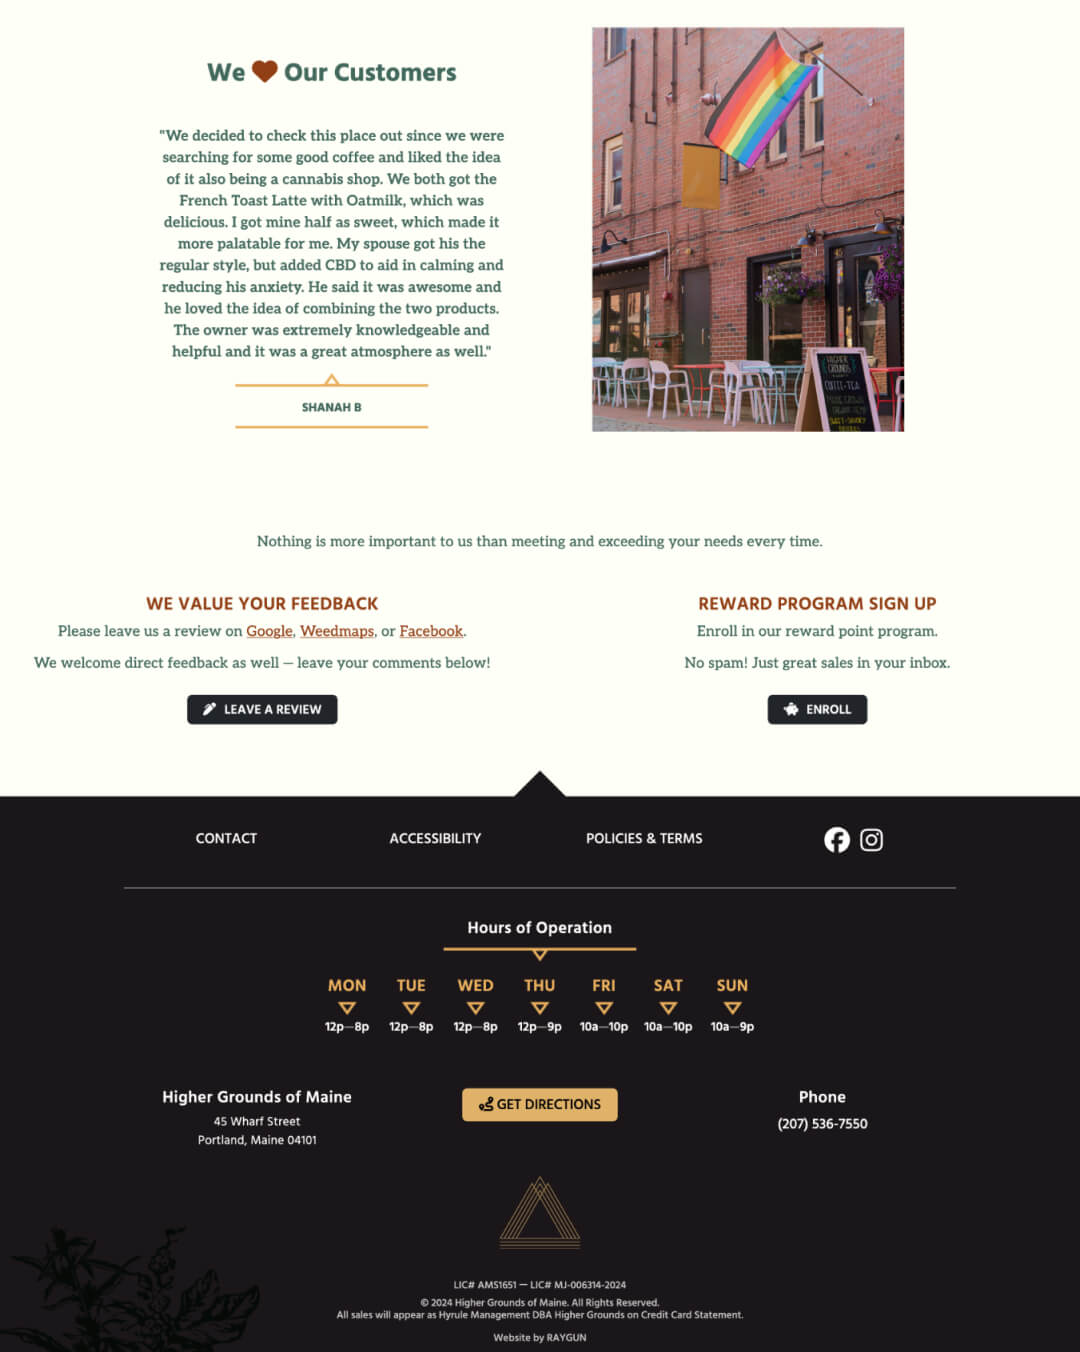 We Our Customers
"We decided to check this place out since we were
searching for some good coffee and liked the idea
of it also being a cannabis shop. We both got the
French Toast Latte with Oatmilk, which was
delicious. I got mine half as sweet, which made it
more palatable for me. My spouse got his the
regular style, but added CBD to aid in calming and
reducing his anxiety. He said it was awesome and
he loved the idea of combining the two products.
The owner was extremely knowledgeable and
helpful and it was a great atmosphere as well."
SHANAH B
HIGHER
GROUNDS
COFFEE-TEA
Nothing is more important to us than meeting and exceeding your needs every time.
WE VALUE YOUR FEEDBACK
Please leave us a review on Google, Weedmaps, or Facebook.
We welcome direct feedback as well — leave your comments below!
LEAVE A REVIEW
REWARD PROGRAM SIGN UP
Enroll in our reward point program.
No spam! Just great sales in your inbox.
ENROLL
CONTACT
ACCESSIBILITY
POLICIES & TERMS
Hours of Operation
MON TUE WED THU FRI SAT SUN
12p—8p 12p—8p 12p—8p 12p—9p 10a—10p 10a—10p 10a—9p
Higher Grounds of Maine
45 Wharf Street
Portland, Maine 04101
GET DIRECTIONS
Phone
(207) 536-7550
LIC# AMS1651 — LIC# MJ-006314-2024
© 2024 Higher Grounds of Maine. All Rights Reserved.
All sales will appear as Hyrule Management DBA Higher Grounds on Credit Card Statement.
Website by RAYGUN